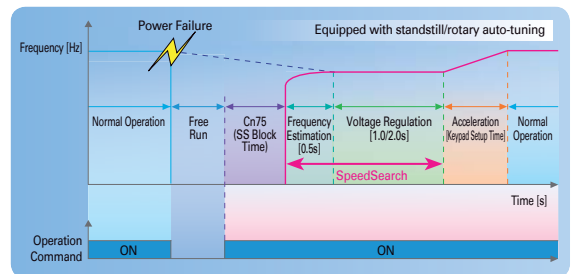 Power Failure
Equipped with standstill/rotary auto-tuning
Frequency [Hz]
Normal Operation
Free
Run
Cn75
(SS Block
Time)
Frequency
Estimation
[0.5s]
Voltage Regulation
[1.0/2.0s]
Acceleration
[Keypad Setup Time]
Normal
Operation
SpeedSearch
Time [s]
Operation
Command
ON
ON